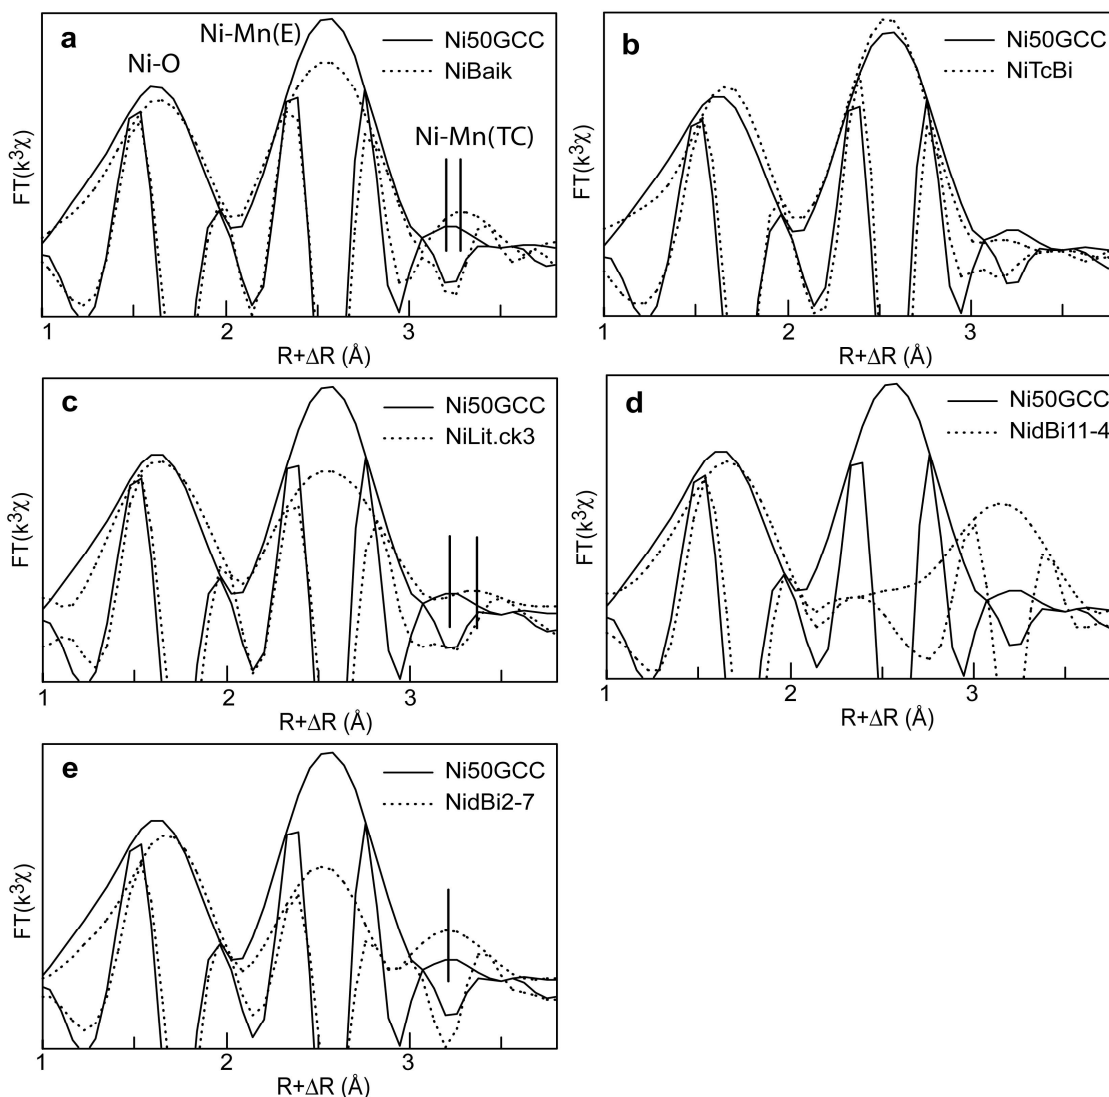 a
Ni-Mn(E)
Ni-O
Ni50GCC
NiBaik
Ni-Mn(TC)
FT(k³χ)
1 2 3
R+ΔR (Å)
b
Ni50GCC
NiTcBi
FT(k³χ)
1 2 3
R+ΔR (Å)
c
Ni50GCC
NiLit.ck3
FT(k³χ)
1 2 3
R+ΔR (Å)
d
Ni50GCC
NidBi11-4
FT(k³χ)
1 2 3
R+ΔR (Å)
e
Ni50GCC
NidBi2-7
FT(k³χ)
1 2 3
R+ΔR (Å)